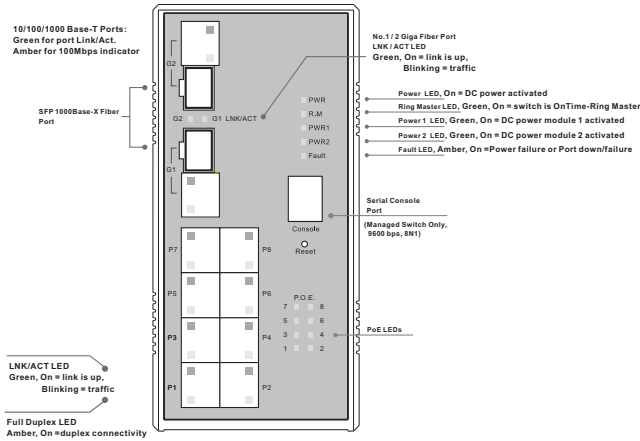 10/100/1000 Base-T Ports:
Green for port Link/Act.
Amber for 100Mbps indicator
SFP 1000Base-X Fiber
Port
No.1 / 2 Giga Fiber Port
LNK / ACT LED
Green, On = link is up,
Blinking = traffic
Power LED, On = DC power activated
Ring Master LED, Green, On = switch is OnTime-Ring Master
Power 1 LED, Green, On = DC power module 1 activated
Power 2 LED, Green, On = DC power module 2 activated
Fault LED, Amber, On =Power failure or Port down/failure
G2
G2 G1 LNK/ACT
G1
PWR
R.M
PWR1
PWR2
Fault
Console
Reset
Serial Console
Port
(Managed Switch Only,
9600 bps, 8N1)
P7 P8
P5 P6
P3 P4
P1 P2
P.O.E.
7 8
5 6
3 4
1 2
PoE LEDs
LNK/ACT LED
Green, On = link is up,
Blinking = traffic
Full Duplex LED
Amber, On =duplex connectivity